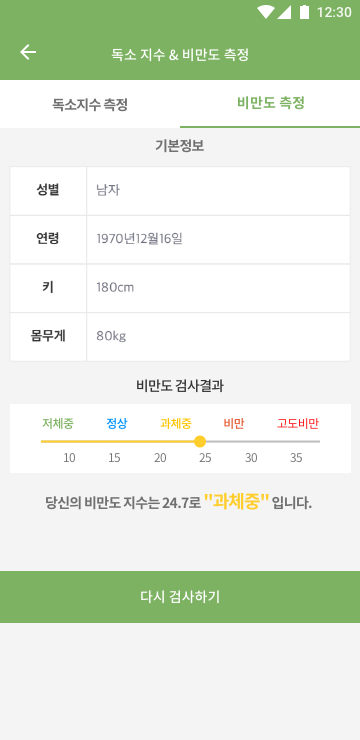 12:30
독소 지수 & 비만도 측정
독소지수 측정 비만도 측정
기본정보
성별 남자
연령 1970년12월16일
키 180cm
몸무게 80kg
비만도 검사결과
저체중 정상 과체중 비만 고도비만
10 15 20 25 30 35
당신의 비만도 지수는 24.7로 "과체중" 입니다.
다시 검사하기